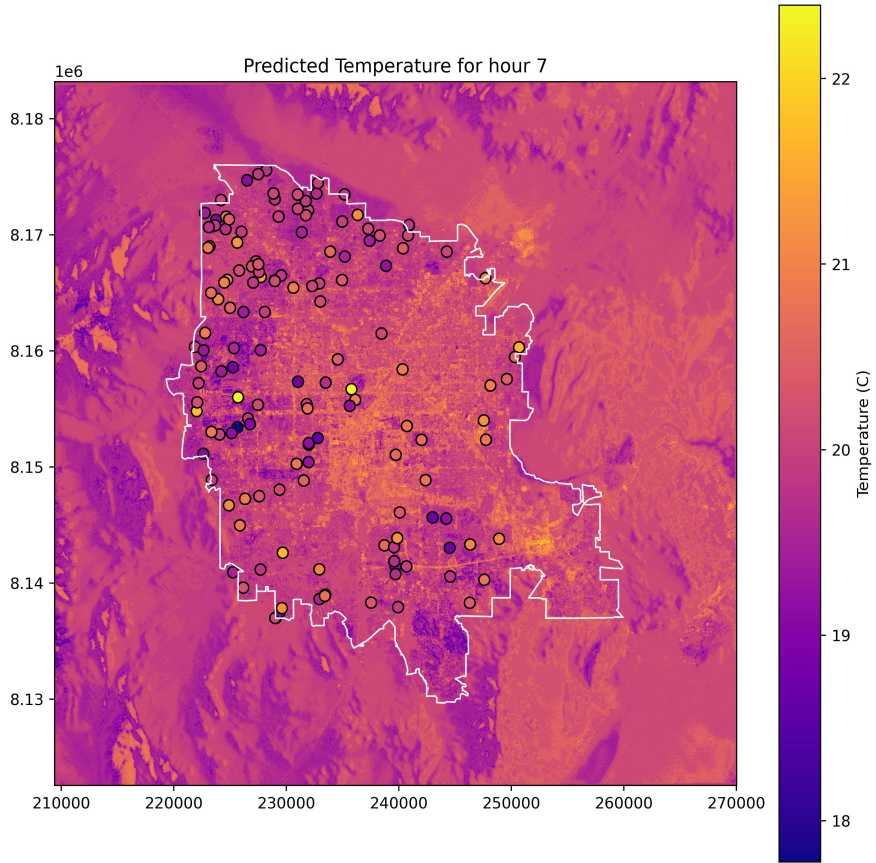 Predicted Temperature for hour 7
1e6
8.18
8.17
8.16
8.15
8.14
8.13
210000 220000 230000 240000 250000 260000 270000
22
21
20
19
18
Temperature (C)